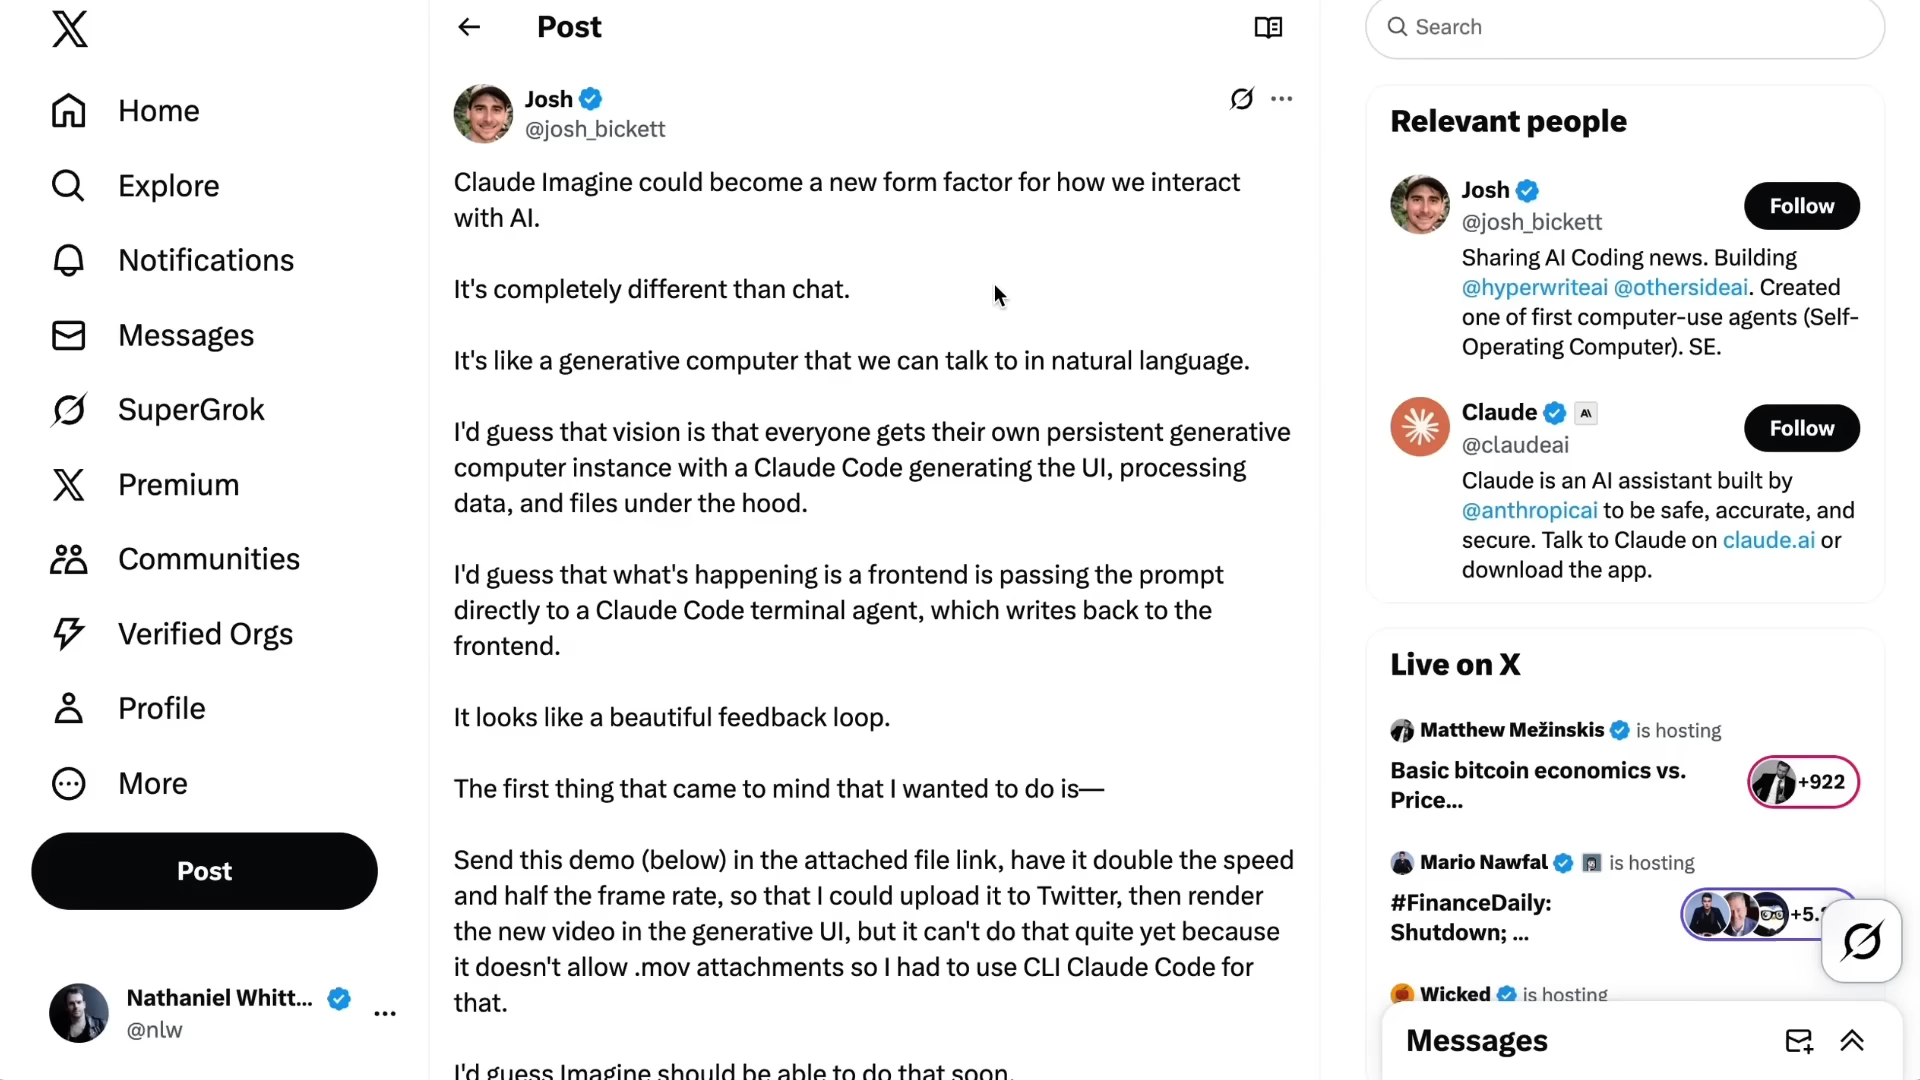 Home
Explore
Notifications
Messages
SuperGrok
Premium
Communities
Verified Orgs
Profile
More
Post
Nathaniel Whitt...
@nlw
Post
Josh
@josh_bickett
Claude Imagine could become a new form factor for how we interact
with AI.
It's completely different than chat.
It's like a generative computer that we can talk to in natural language.
I'd guess that vision is that everyone gets their own persistent generative
computer instance with a Claude Code generating the UI, processing
data, and files under the hood.
I'd guess that what's happening is a frontend is passing the prompt
directly to a Claude Code terminal agent, which writes back to the
frontend.
It looks like a beautiful feedback loop.
The first thing that came to mind that I wanted to do is—
Send this demo (below) in the attached file link, have it double the speed
and half the frame rate, so that I could upload it to Twitter, then render
the new video in the generative UI, but it can't do that quite yet because
it doesn't allow .mov attachments so I had to use CLI Claude Code for
that.
I'd guess Imagine should be able to do that soon.
Search
Relevant people
Josh
@josh_bickett
Follow
Sharing AI Coding news. Building
@hyperwriteai @othersideai. Created
one of first computer-use agents (Self-
Operating Computer). SE.
Claude
@claudeai
Follow
Claude is an AI assistant built by
@anthropicai to be safe, accurate, and
secure. Talk to Claude on claude.ai or
download the app.
Live on X
Matthew Mežinskis is hosting
Basic bitcoin economics vs.
Price...
+922
Mario Nawfal is hosting
#FinanceDaily:
Shutdown; ...
Wicked is hosting
Messages